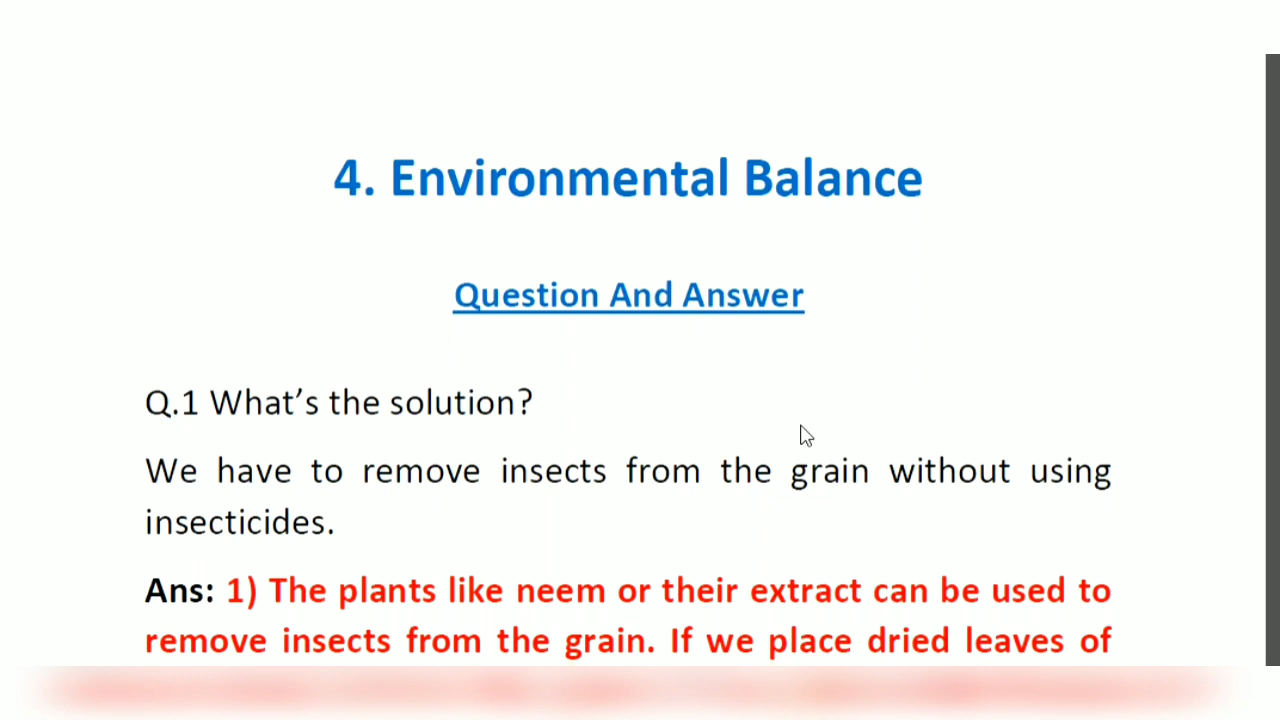 4. Environmental Balance
Question And Answer
Q.1 What’s the solution?
We have to remove insects from the grain without using
insecticides.
Ans: 1) The plants like neem or their extract can be used to
remove insects from the grain. If we place dried leaves of